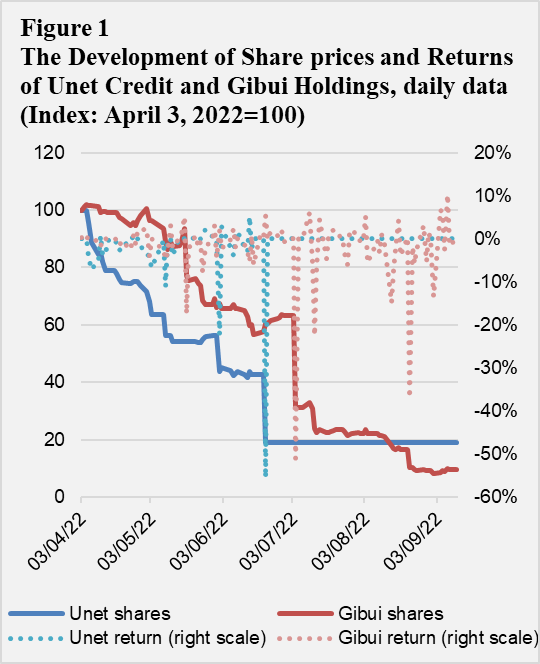 Figure 1
The Development of Share prices and Returns
of Unet Credit and Gibui Holdings, daily data
(Index: April 3, 2022=100)
120
100
80
60
40
20
0
20%
10%
0%
-10%
-20%
-30%
-40%
-50%
-60%
03/04/22
03/05/22
03/06/22
03/07/22
03/08/22
03/09/22
Unet shares
Gibui shares
Unet return (right scale)
Gibui return (right scale)